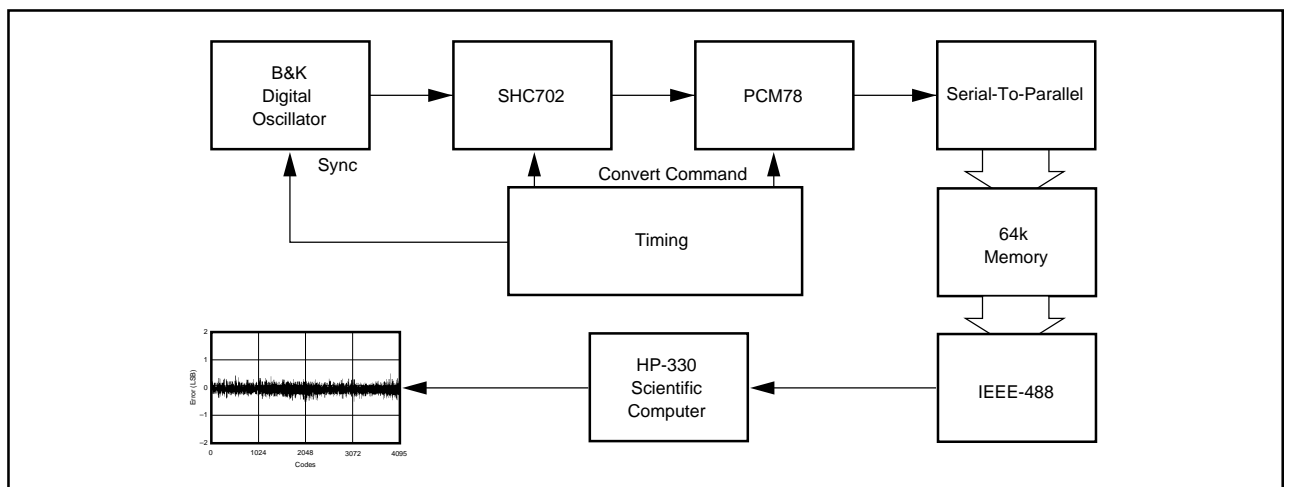 B&K
Digital
Oscillator
SHC702
PCM78
Serial-To-Parallel
Sync
Convert Command
Timing
64k
Memory
2
1
0
–1
–2
Error (LSB)
0
1024
2048
3072
4095
Codes
HP-330
Scientific
Computer
IEEE-488